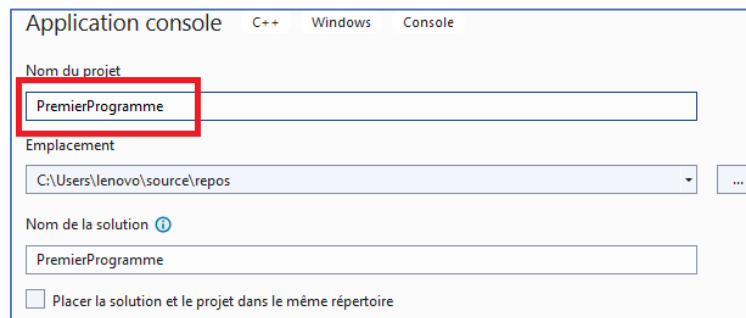 Application console C++ Windows Console
Nom du projet
PremierProgramme
Emplacement
C:\Users\lenovo\source\repos
...
Nom de la solution
PremierProgramme
Placer la solution et le projet dans le même répertoire